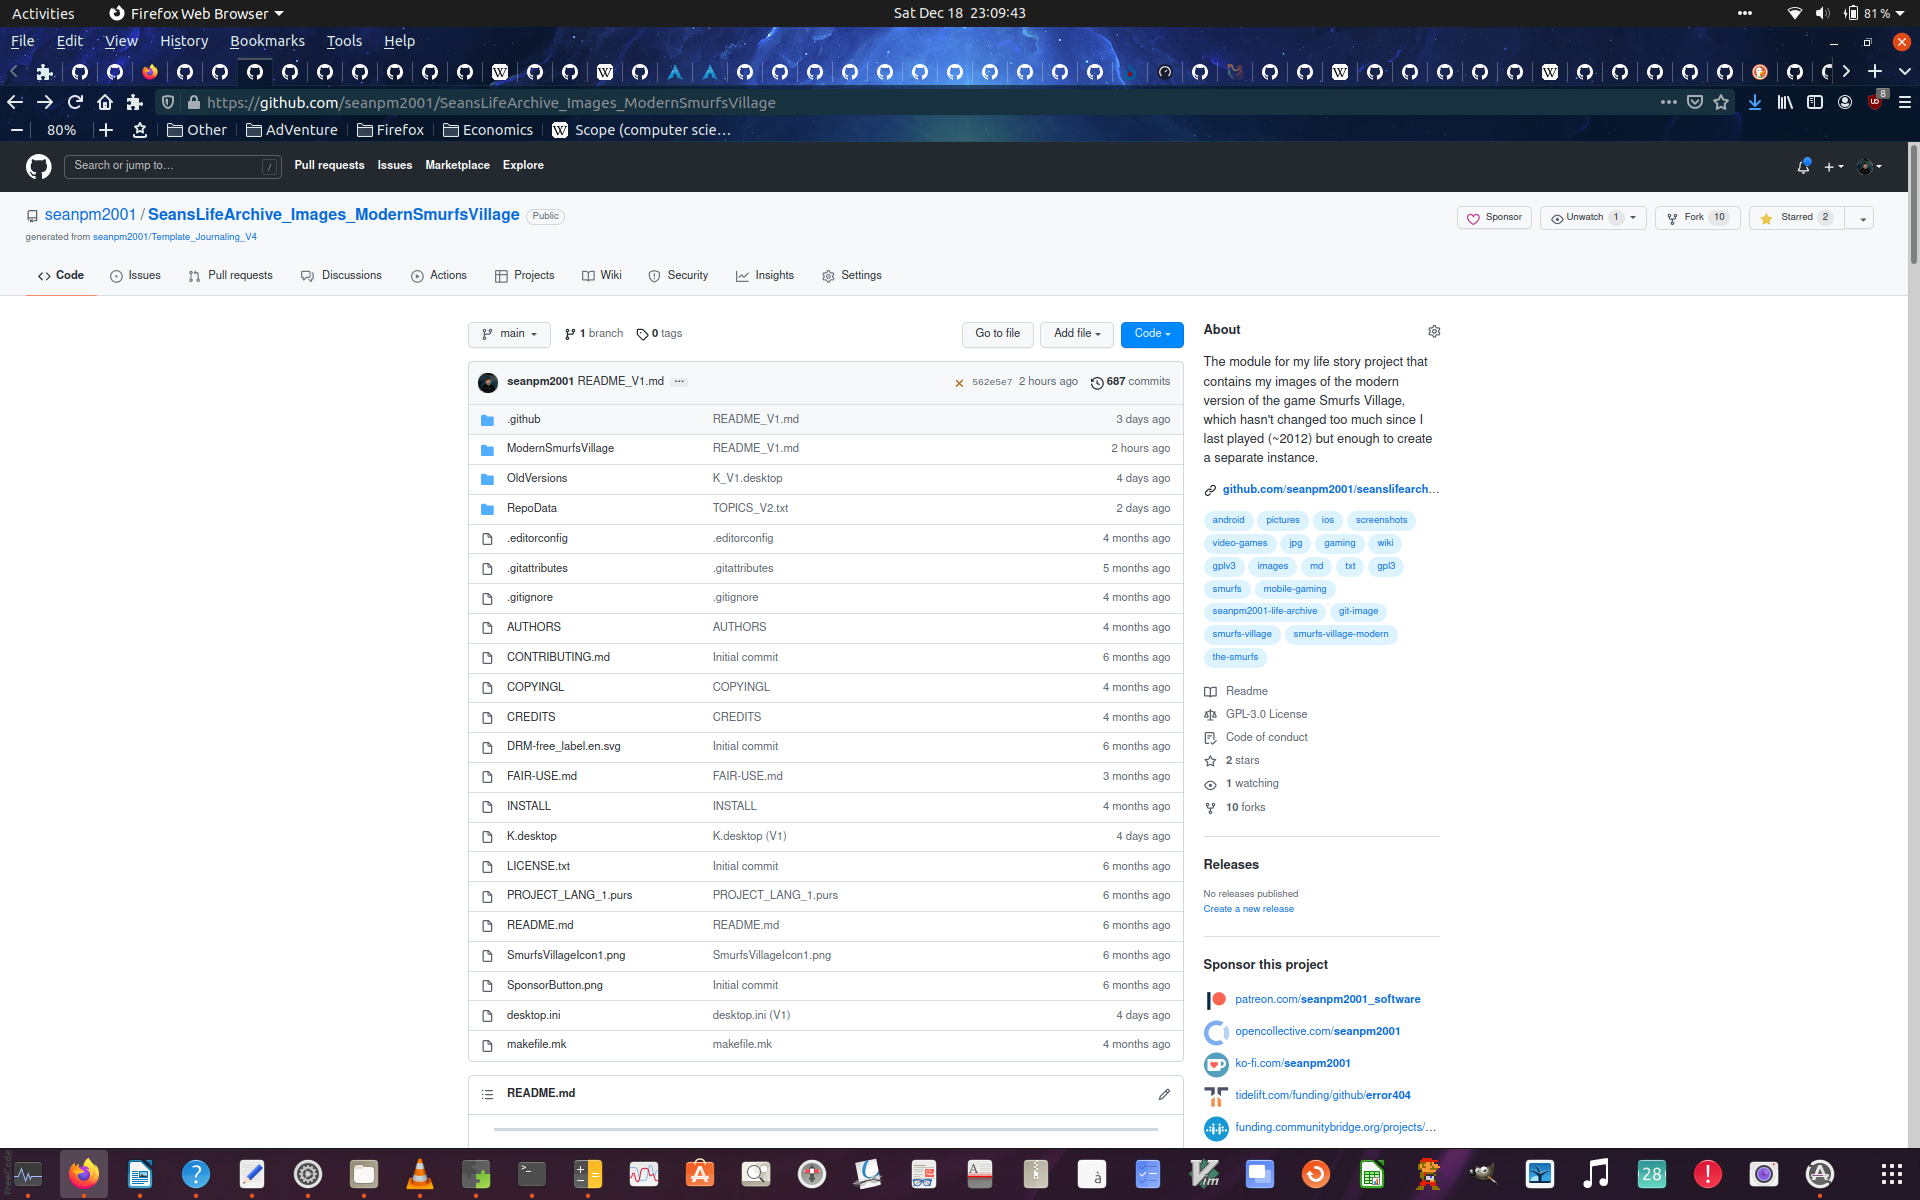 Activities Firefox Web Browser Sat Dec 18 23:09:43 81 %
File Edit View History Bookmarks Tools Help
https://github.com/seanpm2001/SeansLifeArchive_Images_ModernSmurfsVillage 8
80% Other AdVenture Firefox Economics Scope (computer scie…
Search or jump to… / Pull requests Issues Marketplace Explore
seanpm2001 / SeansLifeArchive_Images_ModernSmurfsVillage Public Sponsor Unwatch 1 Fork 10 Starred 2
generated from seanpm2001/Template_Journaling_V4
Code Issues Pull requests Discussions Actions Projects Wiki Security Insights Settings
main 1 branch 0 tags Go to file Add file Code
seanpm2001 README_V1.md ··· 562e5e7 2 hours ago 687 commits
.github README_V1.md 3 days ago
ModernSmurfsVillage README_V1.md 2 hours ago
OldVersions K_V1.desktop 4 days ago
RepoData TOPICS_V2.txt 2 days ago
.editorconfig .editorconfig 4 months ago
.gitattributes .gitattributes 5 months ago
.gitignore .gitignore 4 months ago
AUTHORS AUTHORS 4 months ago
CONTRIBUTING.md Initial commit 6 months ago
COPYINGL COPYINGL 4 months ago
CREDITS CREDITS 4 months ago
DRM-free_label.en.svg Initial commit 6 months ago
FAIR-USE.md FAIR-USE.md 3 months ago
INSTALL INSTALL 4 months ago
K.desktop K.desktop (V1) 4 days ago
LICENSE.txt Initial commit 6 months ago
PROJECT_LANG_1.purs PROJECT_LANG_1.purs 6 months ago
README.md README.md 6 months ago
SmurfsVillageIcon1.png SmurfsVillageIcon1.png 6 months ago
SponsorButton.png Initial commit 6 months ago
desktop.ini desktop.ini (V1) 4 days ago
makefile.mk makefile.mk 4 months ago
README.md
About
The module for my life story project that
contains my images of the modern
version of the game Smurfs Village,
which hasn't changed too much since I
last played (~2012) but enough to create
a separate instance.
github.com/seanpm2001/seanslifearch…
android pictures ios screenshots
video-games jpg gaming wiki
gplv3 images md txt gpl3
smurfs mobile-gaming
seanpm2001-life-archive git-image
smurfs-village smurfs-village-modern
the-smurfs
Readme
GPL-3.0 License
Code of conduct
2 stars
1 watching
10 forks
Releases
No releases published
Create a new release
Sponsor this project
patreon.com/seanpm2001_software
opencollective.com/seanpm2001
ko-fi.com/seanpm2001
tidelift.com/funding/github/error404
funding.communitybridge.org/projects/…
28